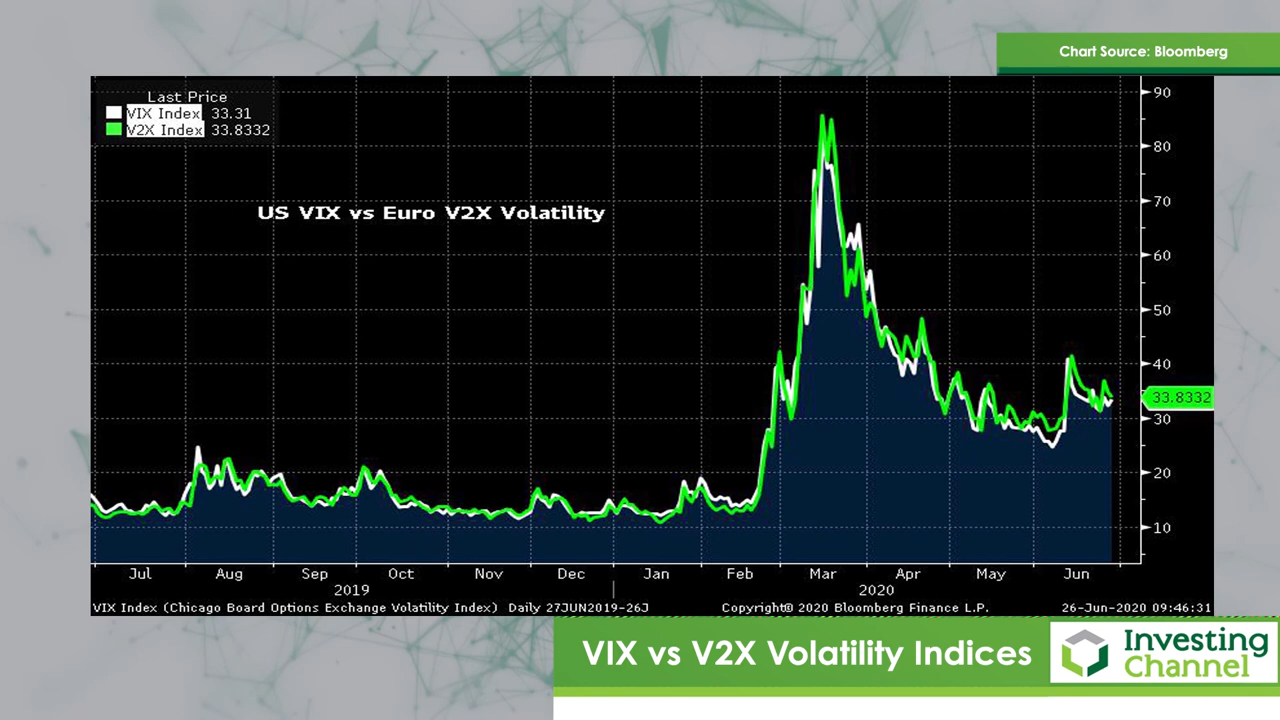 Chart Source: Bloomberg
Last Price
VIX Index 33.31
V2X Index 33.8332
US VIX vs Euro V2X Volatility
90
80
70
60
50
40
33.8332
30
20
10
Jul Aug Sep Oct Nov Dec Jan Feb Mar Apr May Jun
2019 2020
VIX Index (Chicago Board Options Exchange Volatility Index) Daily 27JUN2019-26J Copyright© 2020 Bloomberg Finance L.P. 26-Jun-2020 09:46:31
VIX vs V2X Volatility Indices
Investing
Channel